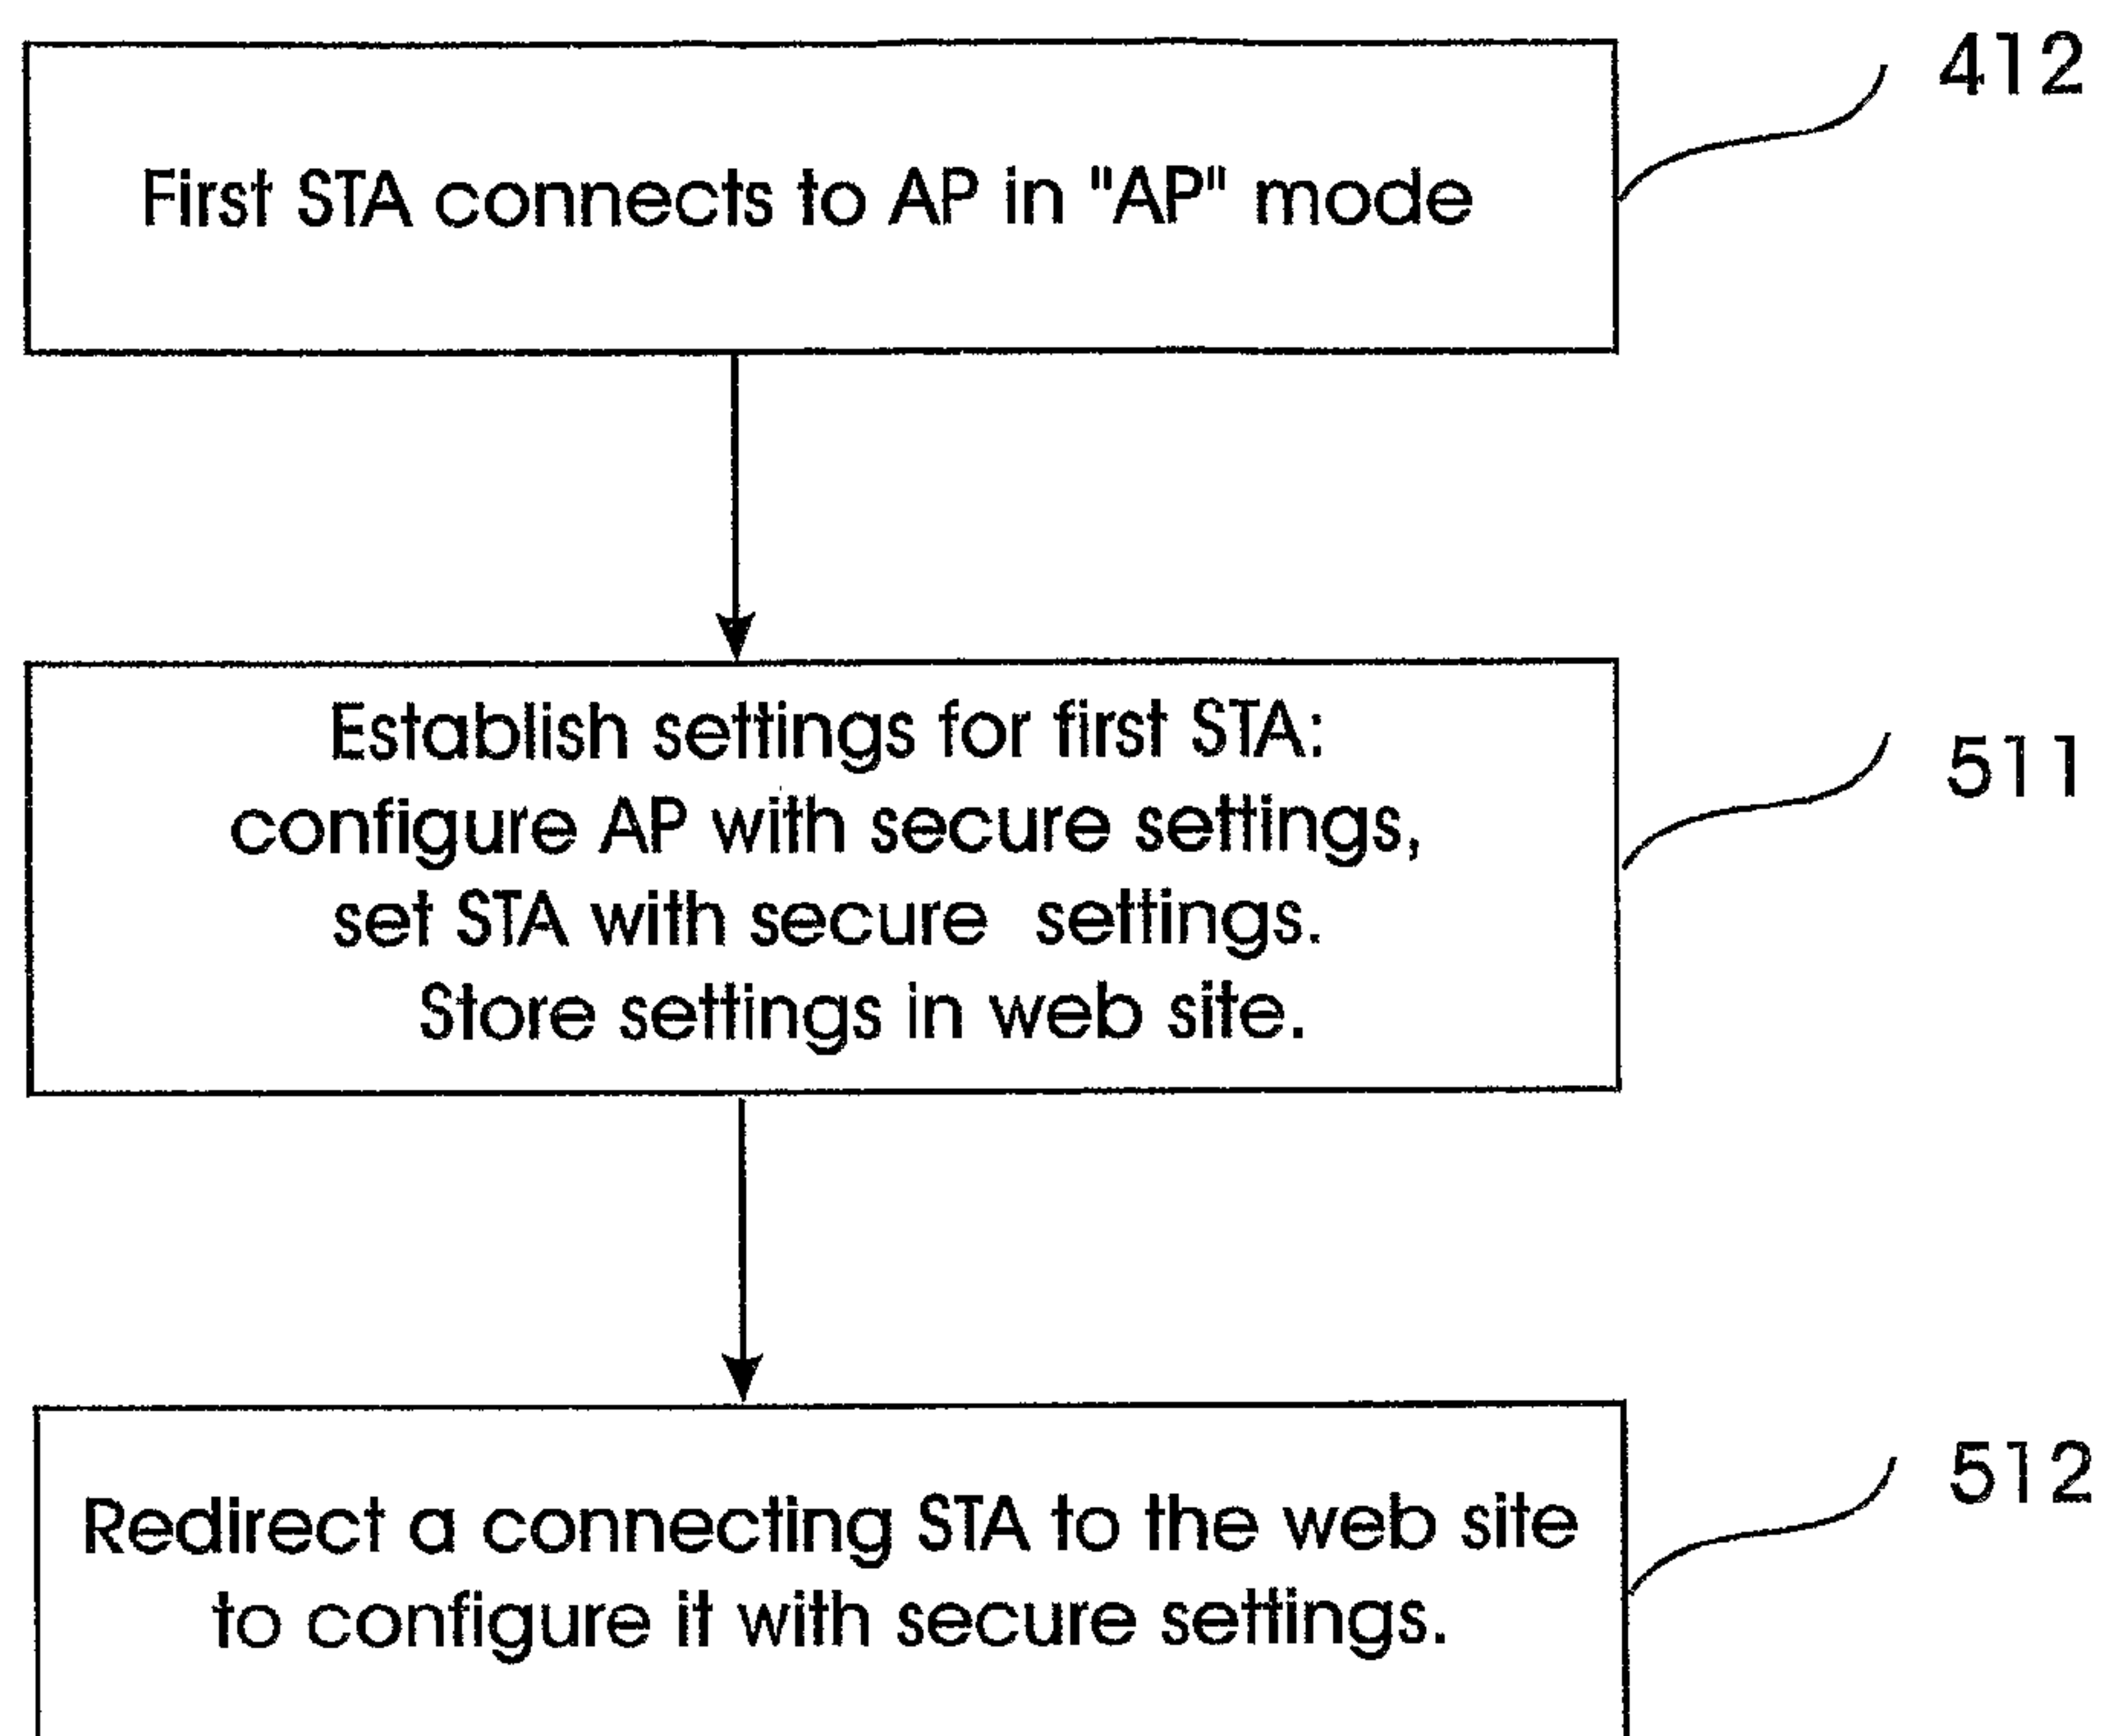 412
First STA connects to AP in "AP" mode
Establish settings for first STA:
configure AP with secure settings,
set STA with secure settings.
Store settings in web site.
511
Redirect a connecting STA to the web site
to configure it with secure settings.
512